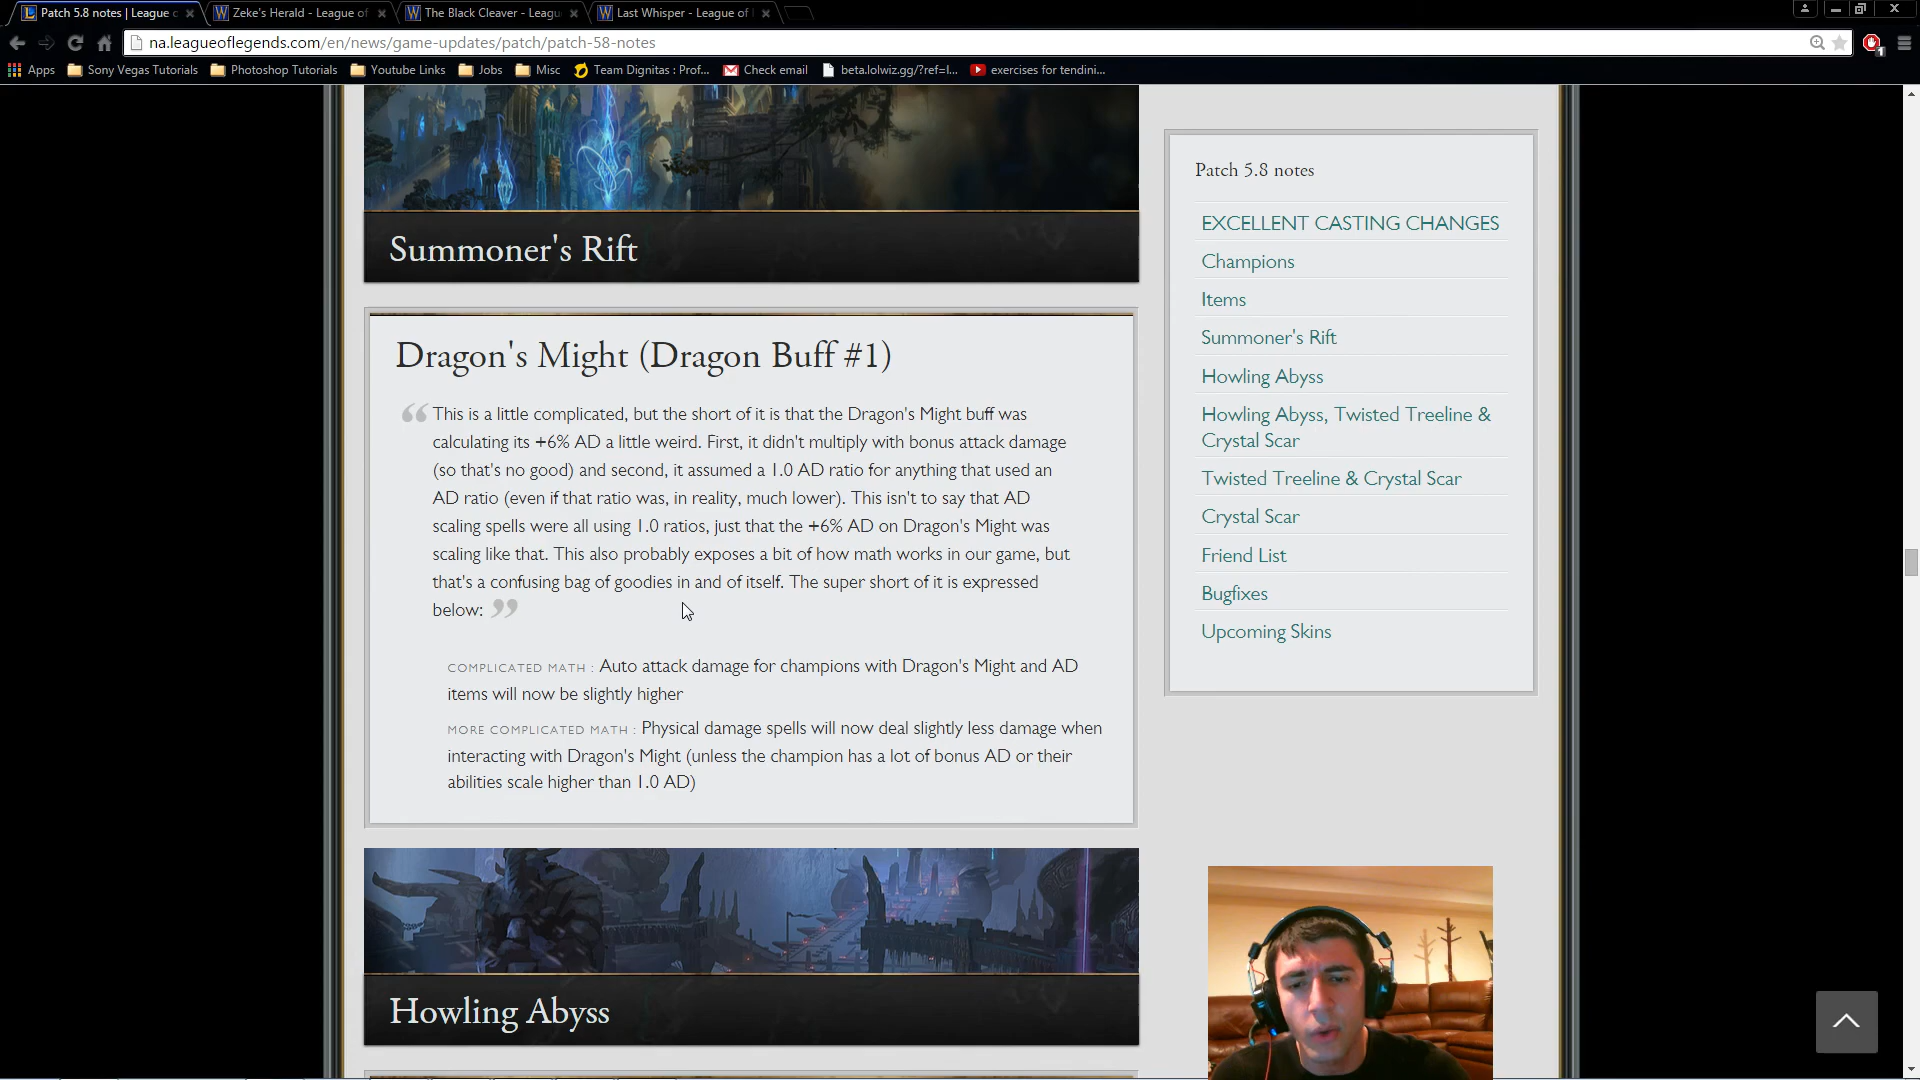 Patch 5.8 notes | League o
Zeke's Herald - League of
The Black Cleaver - Leagu
Last Whisper - League of
na.leagueoflegends.com/en/news/game-updates/patch/patch-58-notes
1
Apps
Sony Vegas Tutorials
Photoshop Tutorials
Youtube Links
Jobs
Misc
Team Dignitas : Prof...
Check email
beta.lolwiz.gg/?ref=l...
exercises for tendini...
Summoner's Rift
Dragon's Might (Dragon Buff #1)
“ This is a little complicated, but the short of it is that the Dragon's Might buff was
calculating its +6% AD a little weird. First, it didn't multiply with bonus attack damage
(so that's no good) and second, it assumed a 1.0 AD ratio for anything that used an
AD ratio (even if that ratio was, in reality, much lower). This isn't to say that AD
scaling spells were all using 1.0 ratios, just that the +6% AD on Dragon's Might was
scaling like that. This also probably exposes a bit of how math works in our game, but
that's a confusing bag of goodies in and of itself. The super short of it is expressed
below: ”
COMPLICATED MATH : Auto attack damage for champions with Dragon's Might and AD
items will now be slightly higher
MORE COMPLICATED MATH : Physical damage spells will now deal slightly less damage when
interacting with Dragon's Might (unless the champion has a lot of bonus AD or their
abilities scale higher than 1.0 AD)
Howling Abyss
Patch 5.8 notes
EXCELLENT CASTING CHANGES
Champions
Items
Summoner's Rift
Howling Abyss
Howling Abyss, Twisted Treeline &
Crystal Scar
Twisted Treeline & Crystal Scar
Crystal Scar
Friend List
Bugfixes
Upcoming Skins